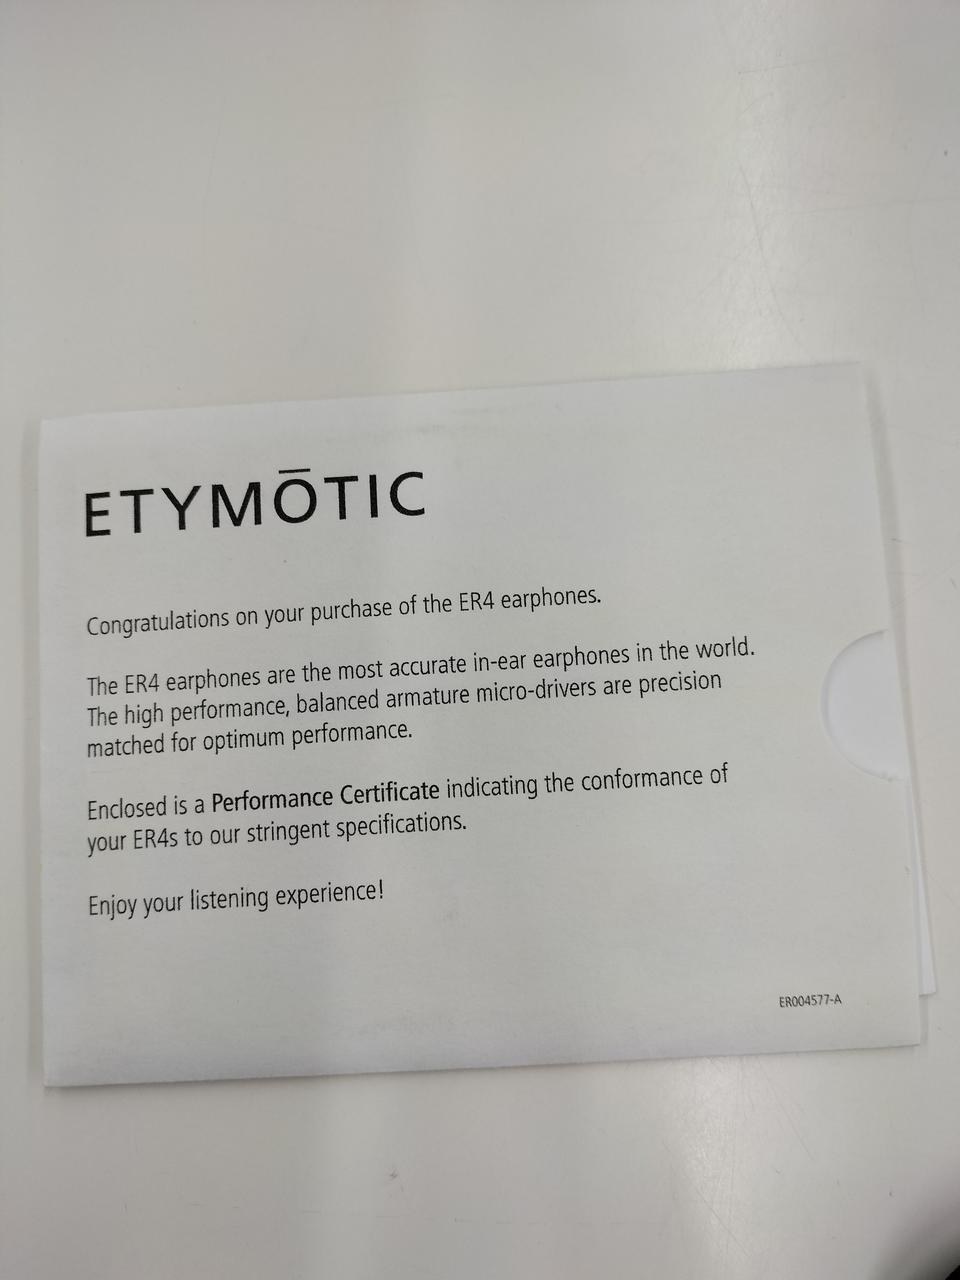 ETYMŌTIC
Congratulations on your purchase of the ER4 earphones.
The ER4 earphones are the most accurate in-ear earphones in the world.
The high performance, balanced armature micro-drivers are precision
matched for optimum performance.
Enclosed is a Performance Certificate indicating the conformance of
your ER4s to our stringent specifications.
Enjoy your listening experience!
ER004577-A